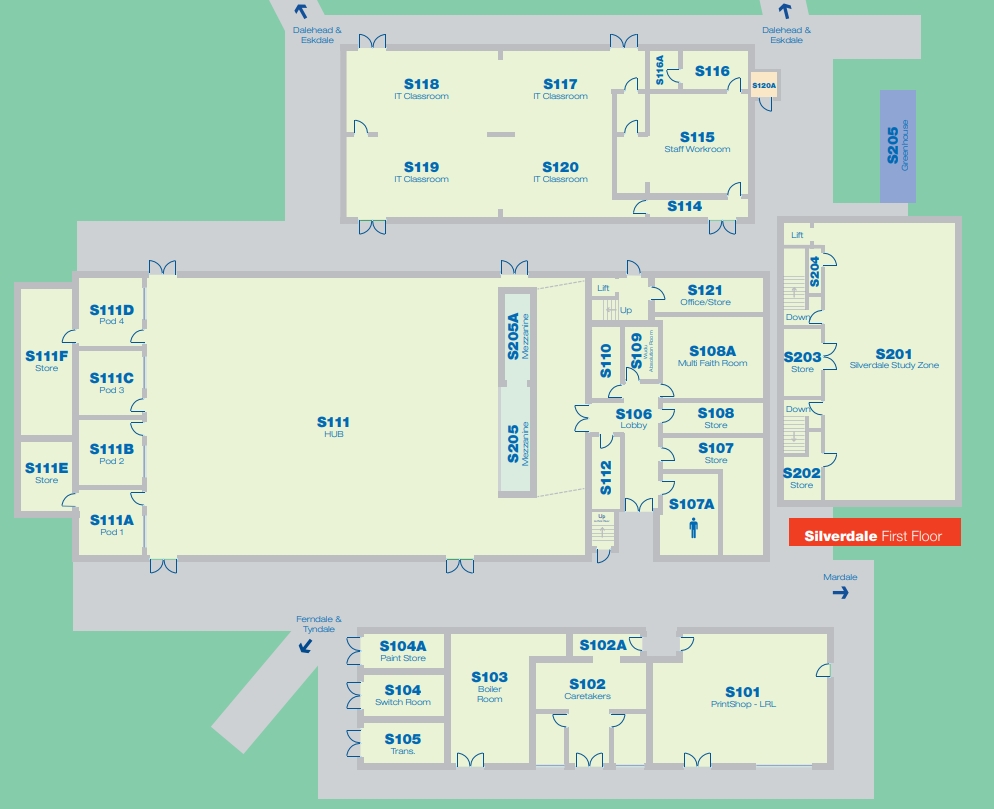 Dalehead &
Eskdale
Dalehead &
Eskdale
S118
IT Classroom
S117
IT Classroom
S116A
S116
S120A
S115
Staff Workroom
S119
IT Classroom
S120
IT Classroom
S114
S205
Greenhouse
Lift
S204
Down
S203
Store
S201
Silverdale Study Zone
Down
S202
Store
Silverdale First Floor
S111D
Pod 4
S111F
Store
S111C
Pod 3
S111B
Pod 2
S111E
Store
S111A
Pod 1
S111
HUB
S205A
Mezzanine
S205
Mezzanine
Lift
Up
S121
Office/Store
S110
S109
Wudu
Ablution Room
S108A
Multi Faith Room
S106
Lobby
S108
Store
S107
Store
S112
S107A
Up
Mardale
Ferndale &
Tyndale
S104A
Paint Store
S104
Switch Room
S105
Trans.
S103
Boiler
Room
S102A
S102
Caretakers
S101
PrintShop - LRL